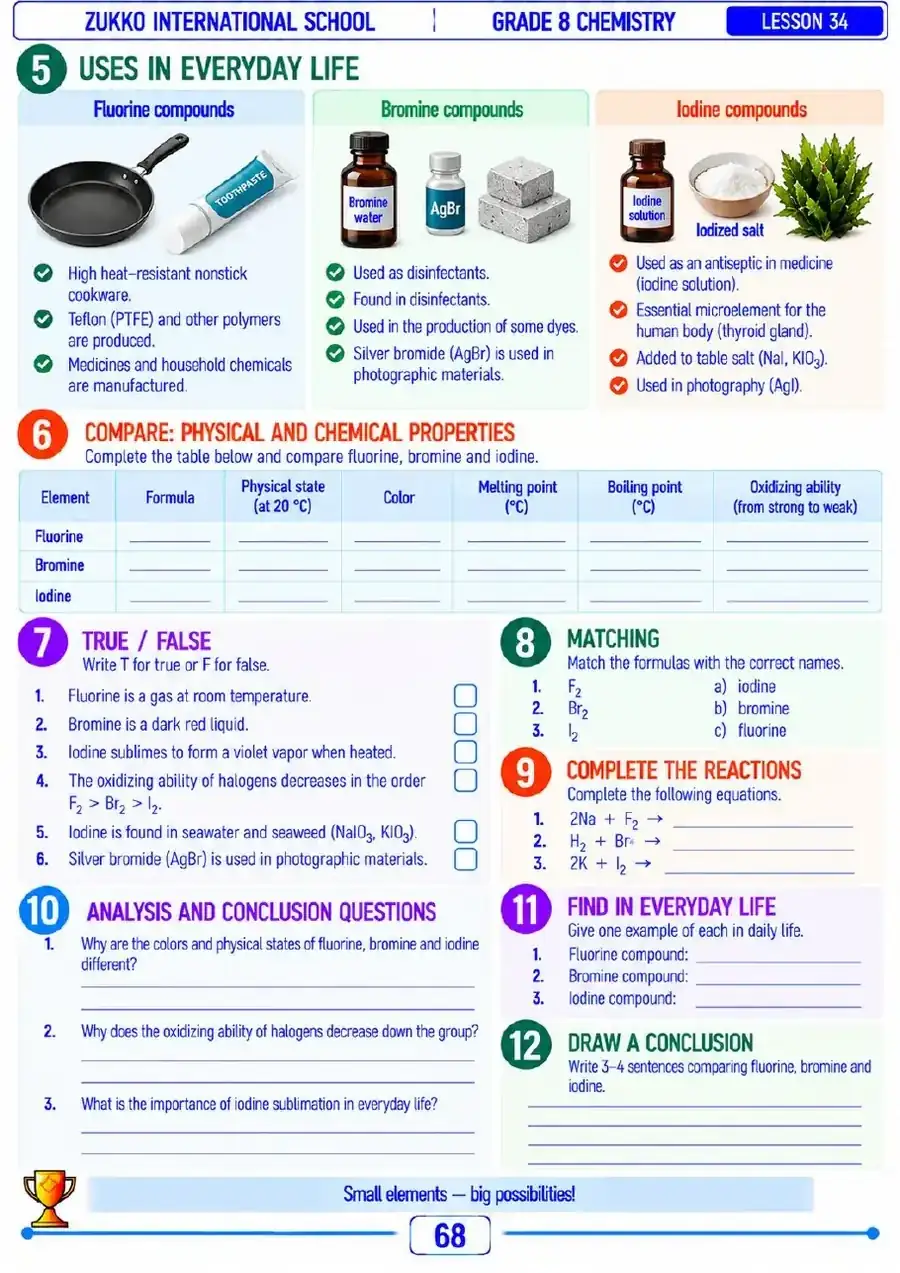 ZUKKO INTERNATIONAL SCHOOL | GRADE 8 CHEMISTRY LESSON 34
5 USES IN EVERYDAY LIFE
Fluorine compounds
TOOTHPASTE
High heat–resistant nonstick
cookware.
Teflon (PTFE) and other polymers
are produced.
Medicines and household chemicals
are manufactured.
Bromine compounds
Bromine
water
AgBr
Used as disinfectants.
Found in disinfectants.
Used in the production of some dyes.
Silver bromide (AgBr) is used in
photographic materials.
Iodine compounds
Iodine
solution
Iodized salt
Used as an antiseptic in medicine
(iodine solution).
Essential microelement for the
human body (thyroid gland).
Added to table salt (NaI, KIO₃).
Used in photography (AgI).
6 COMPARE: PHYSICAL AND CHEMICAL PROPERTIES
Complete the table below and compare fluorine, bromine and iodine.
Element Formula Physical state (at 20 °C) Color Melting point (°C) Boiling point (°C) Oxidizing ability (from strong to weak)
Fluorine
Bromine
Iodine
7 TRUE / FALSE
Write T for true or F for false.
1. Fluorine is a gas at room temperature.
2. Bromine is a dark red liquid.
3. Iodine sublimes to form a violet vapor when heated.
4. The oxidizing ability of halogens decreases in the order
F₂ > Br₂ > I₂.
5. Iodine is found in seawater and seaweed (NaIO₃, KIO₃).
6. Silver bromide (AgBr) is used in photographic materials.
8 MATCHING
Match the formulas with the correct names.
1. F₂ a) iodine
2. Br₂ b) bromine
3. I₂ c) fluorine
9 COMPLETE THE REACTIONS
Complete the following equations.
1. 2Na + F₂ →
2. H₂ + Br →
3. 2K + I₂ →
10 ANALYSIS AND CONCLUSION QUESTIONS
1. Why are the colors and physical states of fluorine, bromine and iodine
different?
2. Why does the oxidizing ability of halogens decrease down the group?
3. What is the importance of iodine sublimation in everyday life?
11 FIND IN EVERYDAY LIFE
Give one example of each in daily life.
1. Fluorine compound:
2. Bromine compound:
3. Iodine compound:
12 DRAW A CONCLUSION
Write 3–4 sentences comparing fluorine, bromine and
iodine.
Small elements — big possibilities!
68